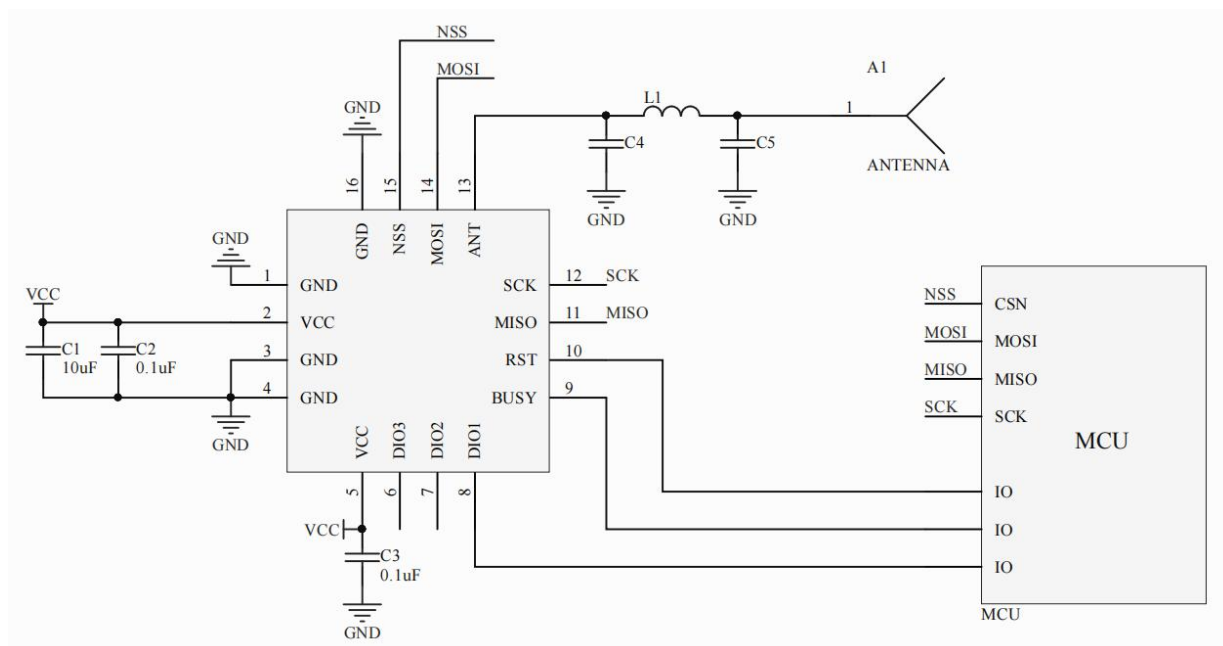 NSS
MOSI
A1
L1
GND
1
C4
C5
ANTENNA
16
15
14
13
GND
GND
GND
GND
NSS
MOSI
ANT
1
GND
SCK
12
SCK
VCC
2
VCC
MISO
11
MISO
C1
10uF
C2
0.1uF
3
GND
RST
10
4
GND
BUSY
9
GND
VCC
DIO3
DIO2
DIO1
5
6
7
8
VCC
C3
0.1uF
GND
NSS
CSN
MOSI
MOSI
MISO
MISO
SCK
SCK
MCU
IO
IO
IO
MCU